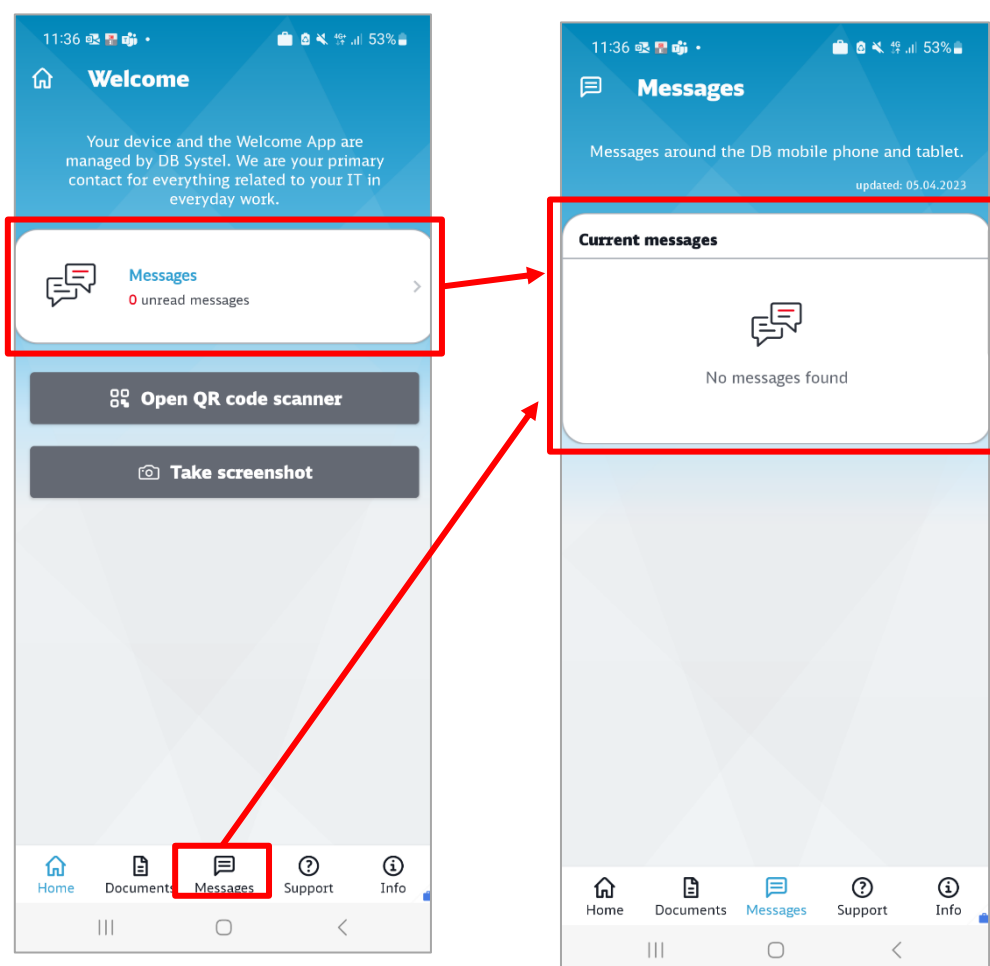 11:36
53%
Welcome
Your device and the Welcome App are
managed by DB Systel. We are your primary
contact for everything related to your IT in
everyday work.
Messages
0 unread messages
Open QR code scanner
Take screenshot
Home
Documents
Messages
Support
Info
11:36
53%
Messages
Messages around the DB mobile phone and tablet.
updated: 05.04.2023
Current messages
No messages found
Home
Documents
Messages
Support
Info